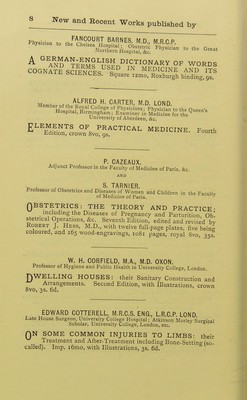 8 New and Recent Works published by
FANCOURT BARNES, M.D., M.R.C.P.
Physician to the Chelsea Hospital; Obstetric Physician to the Great
Northern Hospital, &c.
A GERMAN-ENGLISH DICTIONARY OF WORDS
AND TERMS USED IN MEDICINE AND ITS
COGNATE SCIENCES. Square 12mo, Roxburgh binding, 9s.
ALFRED H. CARTER, M.D. LOND.
Member of the Royal College of Physicians; Physician to the Queen's
Hospital, Birmingham; Examiner in Medicine for the
University of Aberdeen, &c.
ELEMENTS OF PRACTICAL MEDICINE. Fourth
Edition, crown 8vo, 9s.
P. CAZEAUX.
Adjunct Professor in the Faculty of Medicine of Paris, &c.
AND
S. TARNIER.
Professor of Obstetrics and Diseases of Women and Children in the Faculty
of Medicine of Paris.
OBSTETRICS: THE THEORY AND PRACTICE;
including the Diseases of Pregnancy and Parturition, Ob-
stetrical Operations, &c. Seventh Edition, edited and revised by
ROBERT J. HESS, M.D., with twelve full-page plates, five being
coloured, and 165 wood-engravings, 1081 pages, royal 8vo, 35s.
W. H. CORFIELD, M.A., M.D. OXON.
Professor of Hygiene and Public Health in University College, London.
DWELLING HOUSES: their Sanitary Construction and
Arrangements. Second Edition, with Illustrations, crown
8vo, 3s. 6d.
EDWARD COTTERELL, M.R.C.S. ENG., L.R.C.P. LOND.
Late House Surgeon, University College Hospital; Atkinson Morley Surgical
Scholar, University College, London, etc.
ON SOME COMMON INJURIES TO LIMBS: their
Treatment and After-Treatment including Bone-Setting (so-
called). Imp. 16mo, with Illustrations, 3s. 6d.